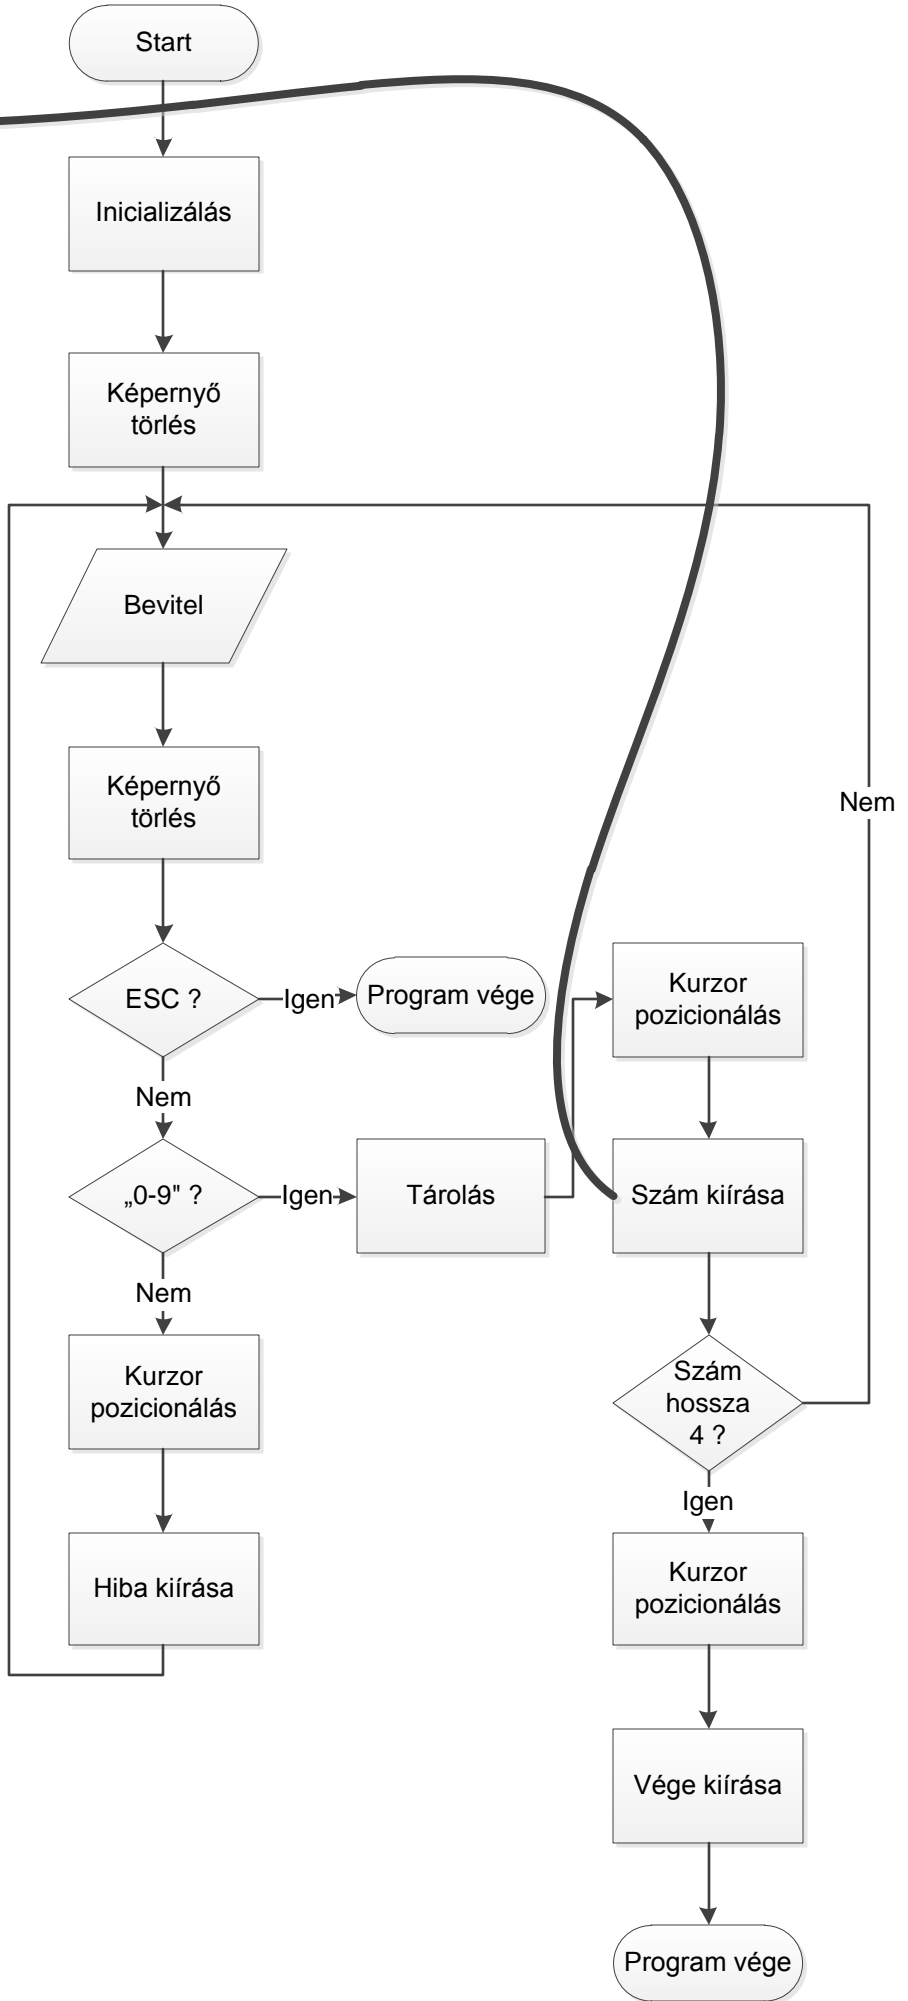 Start
Inicializálás
Képernyő
törlés
Bevitel
Képernyő
törlés
Nem
ESC ?
Igen
Program vége
Kurzor
pozicionálás
Nem
„0-9" ?
Igen
Tárolás
Szám kiírása
Nem
Kurzor
pozicionálás
Szám
hossza
4 ?
Igen
Hiba kiírása
Kurzor
pozicionálás
Vége kiírása
Program vége